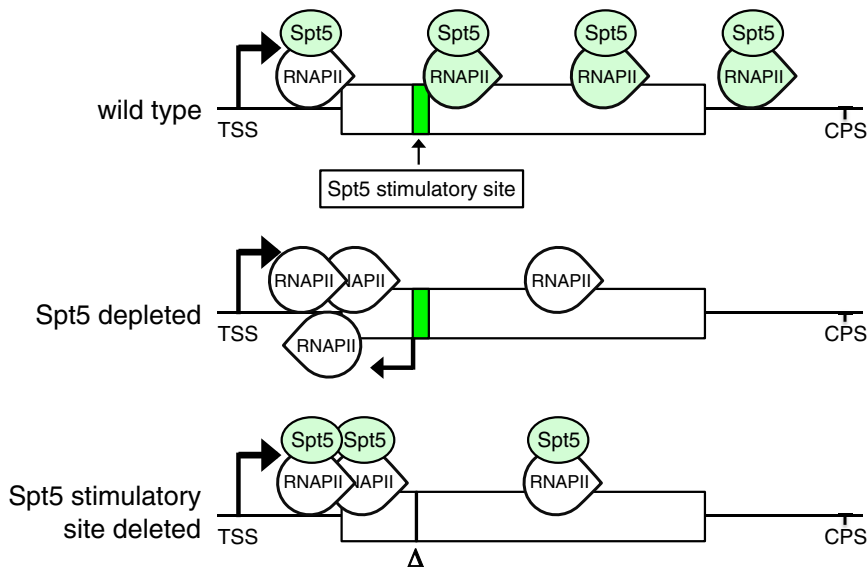 Spt5 Spt5 Spt5 Spt5
RNAPII RNAPII RNAPII RNAPII
wild type
TSS CPS
Spt5 stimulatory site
RNAPII NAPII RNAPII
Spt5 depleted
TSS CPS
RNAPII
Spt5 Spt5 Spt5
RNAPII NAPII RNAPII
Spt5 stimulatory
site deleted
TSS CPS
Δ